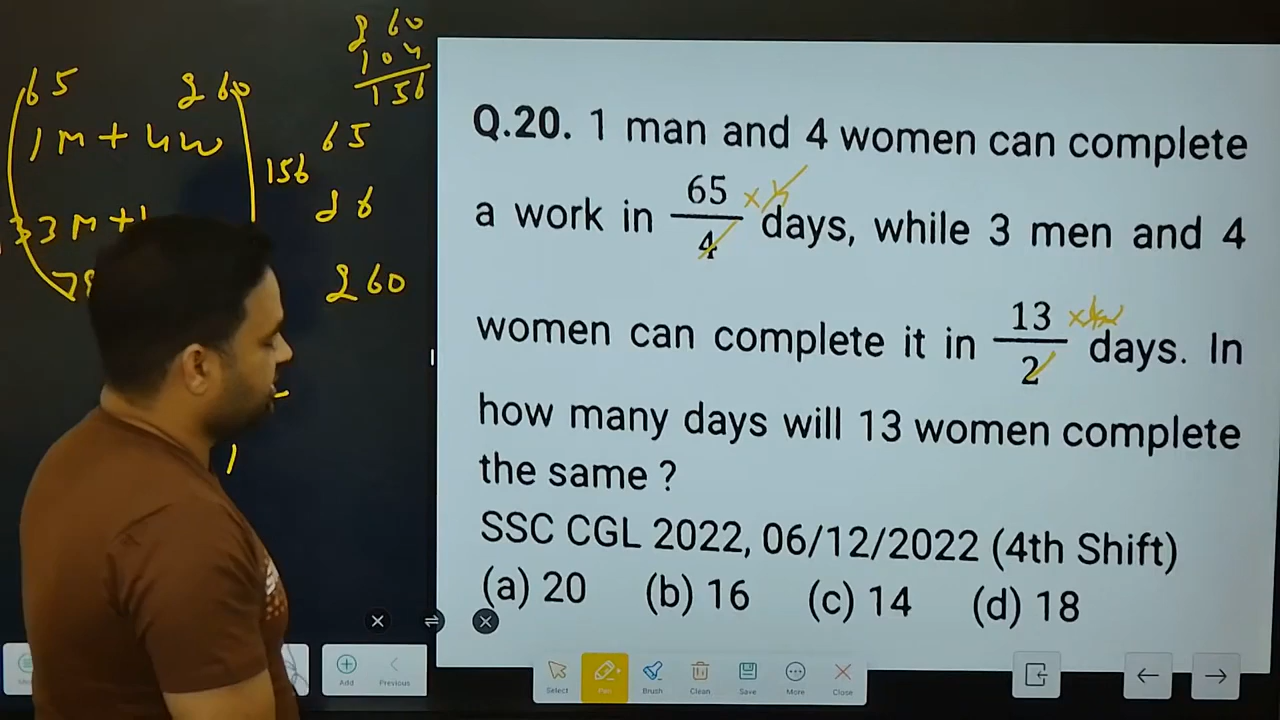 260
104
156
65 260
1M + 4W
65
156
26
3M +
260
Q.20. 1 man and 4 women can complete
a work in 65/4 days, while 3 men and 4
women can complete it in 13/2 days. In
how many days will 13 women complete
the same ?
SSC CGL 2022, 06/12/2022 (4th Shift)
(a) 20 (b) 16 (c) 14 (d) 18
Add Previous
Select Pen Brush Clean Save More Close